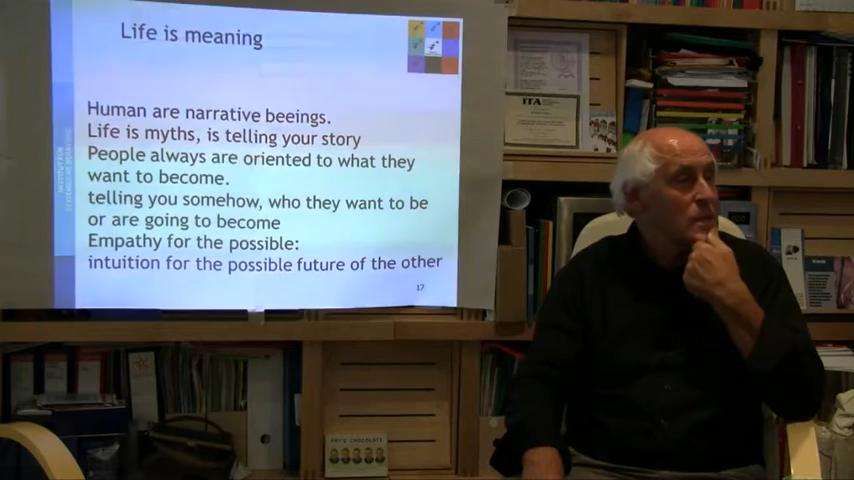 Life is meaning
Human are narrative beeings.
Life is myths, is telling your story
People always are oriented to what they
want to become.
telling you somehow, who they want to be
or are going to become
Empathy for the possible:
intuition for the possible future of the other
17
ITA
FRY'S CHOCOLATE